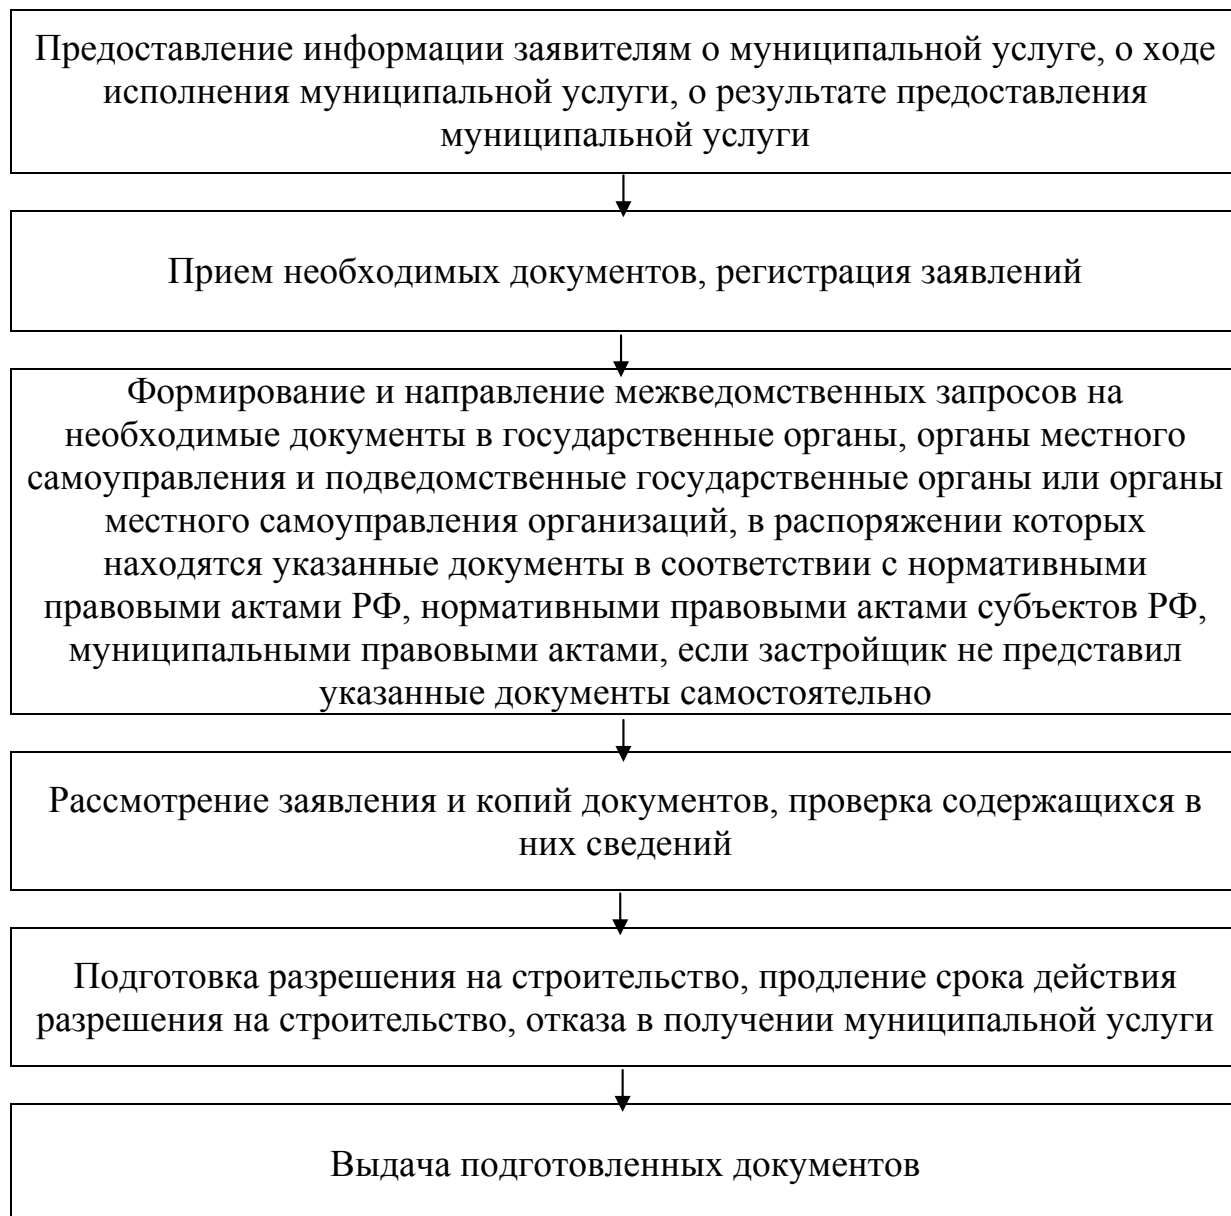 Предоставление информации заявителям о муниципальной услуге, о ходе
исполнения муниципальной услуги, о результате предоставления
муниципальной услуги
Прием необходимых документов, регистрация заявлений
Формирование и направление межведомственных запросов на
необходимые документы в государственные органы, органы местного
самоуправления и подведомственные государственные органы или органы
местного самоуправления организаций, в распоряжении которых
находятся указанные документы в соответствии с нормативными
правовыми актами РФ, нормативными правовыми актами субъектов РФ,
муниципальными правовыми актами, если застройщик не представил
указанные документы самостоятельно
Рассмотрение заявления и копий документов, проверка содержащихся в
них сведений
Подготовка разрешения на строительство, продление срока действия
разрешения на строительство, отказа в получении муниципальной услуги
Выдача подготовленных документов